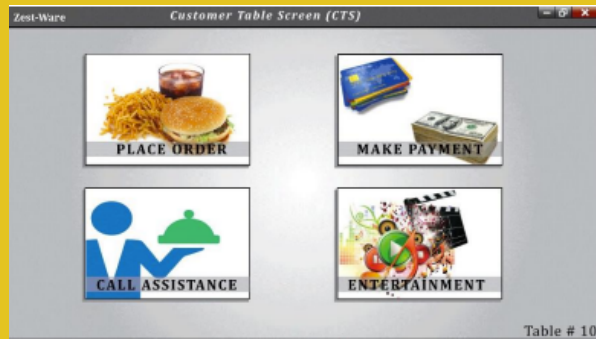 Zest-Ware
Customer Table Screen (CTS)
PLACE ORDER
MAKE PAYMENT
CALL ASSISTANCE
ENTERTAINMENT
Table # 10